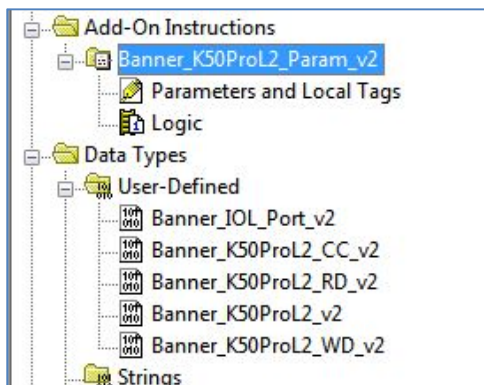 Add-On Instructions
Banner_K50ProL2_Param_v2
Parameters and Local Tags
Logic
Data Types
User-Defined
Banner_IOL_Port_v2
Banner_K50ProL2_CC_v2
Banner_K50ProL2_RD_v2
Banner_K50ProL2_v2
Banner_K50ProL2_WD_v2
Strings